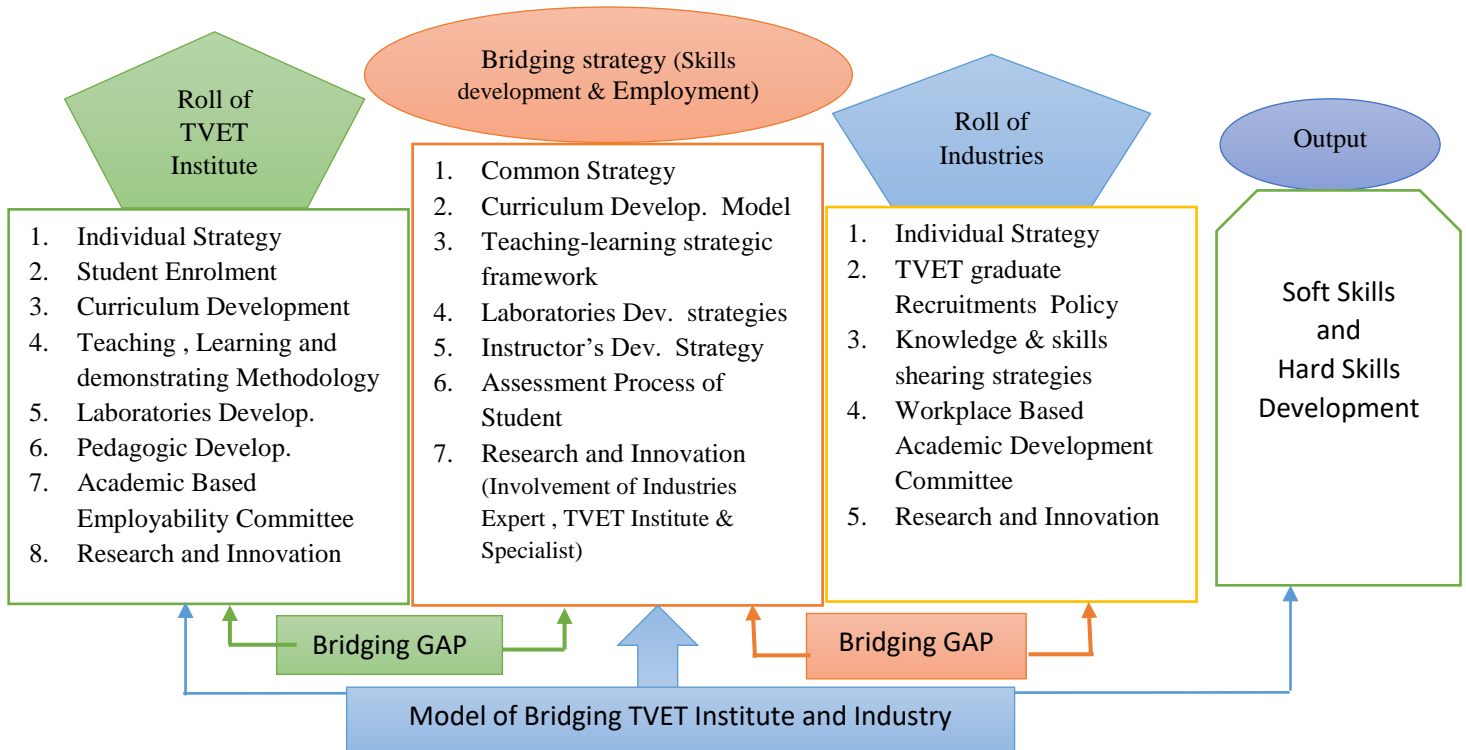 Roll of
TVET
Institute
1. Individual Strategy
2. Student Enrolment
3. Curriculum Development
4. Teaching , Learning and
demonstrating Methodology
5. Laboratories Develop.
6. Pedagogic Develop.
7. Academic Based
Employability Committee
8. Research and Innovation
Bridging strategy (Skills
development & Employment)
1. Common Strategy
2. Curriculum Develop. Model
3. Teaching-learning strategic
framework
4. Laboratories Dev. strategies
5. Instructor’s Dev. Strategy
6. Assessment Process of
Student
7. Research and Innovation
(Involvement of Industries
Expert , TVET Institute &
Specialist)
Roll of
Industries
1. Individual Strategy
2. TVET graduate
Recruitments Policy
3. Knowledge & skills
shearing strategies
4. Workplace Based
Academic Development
Committee
5. Research and Innovation
Output
Soft Skills
and
Hard Skills
Development
Bridging GAP
Bridging GAP
Model of Bridging TVET Institute and Industry